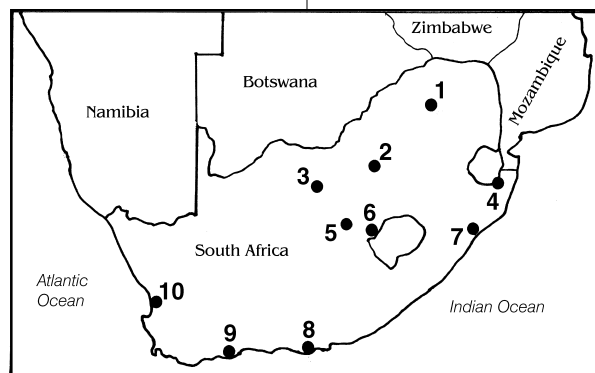 Zimbabwe
Botswana
Mozambique
Namibia
1
2
3
4
5
6
7
South Africa
Atlantic
Ocean
10
Indian Ocean
9
8